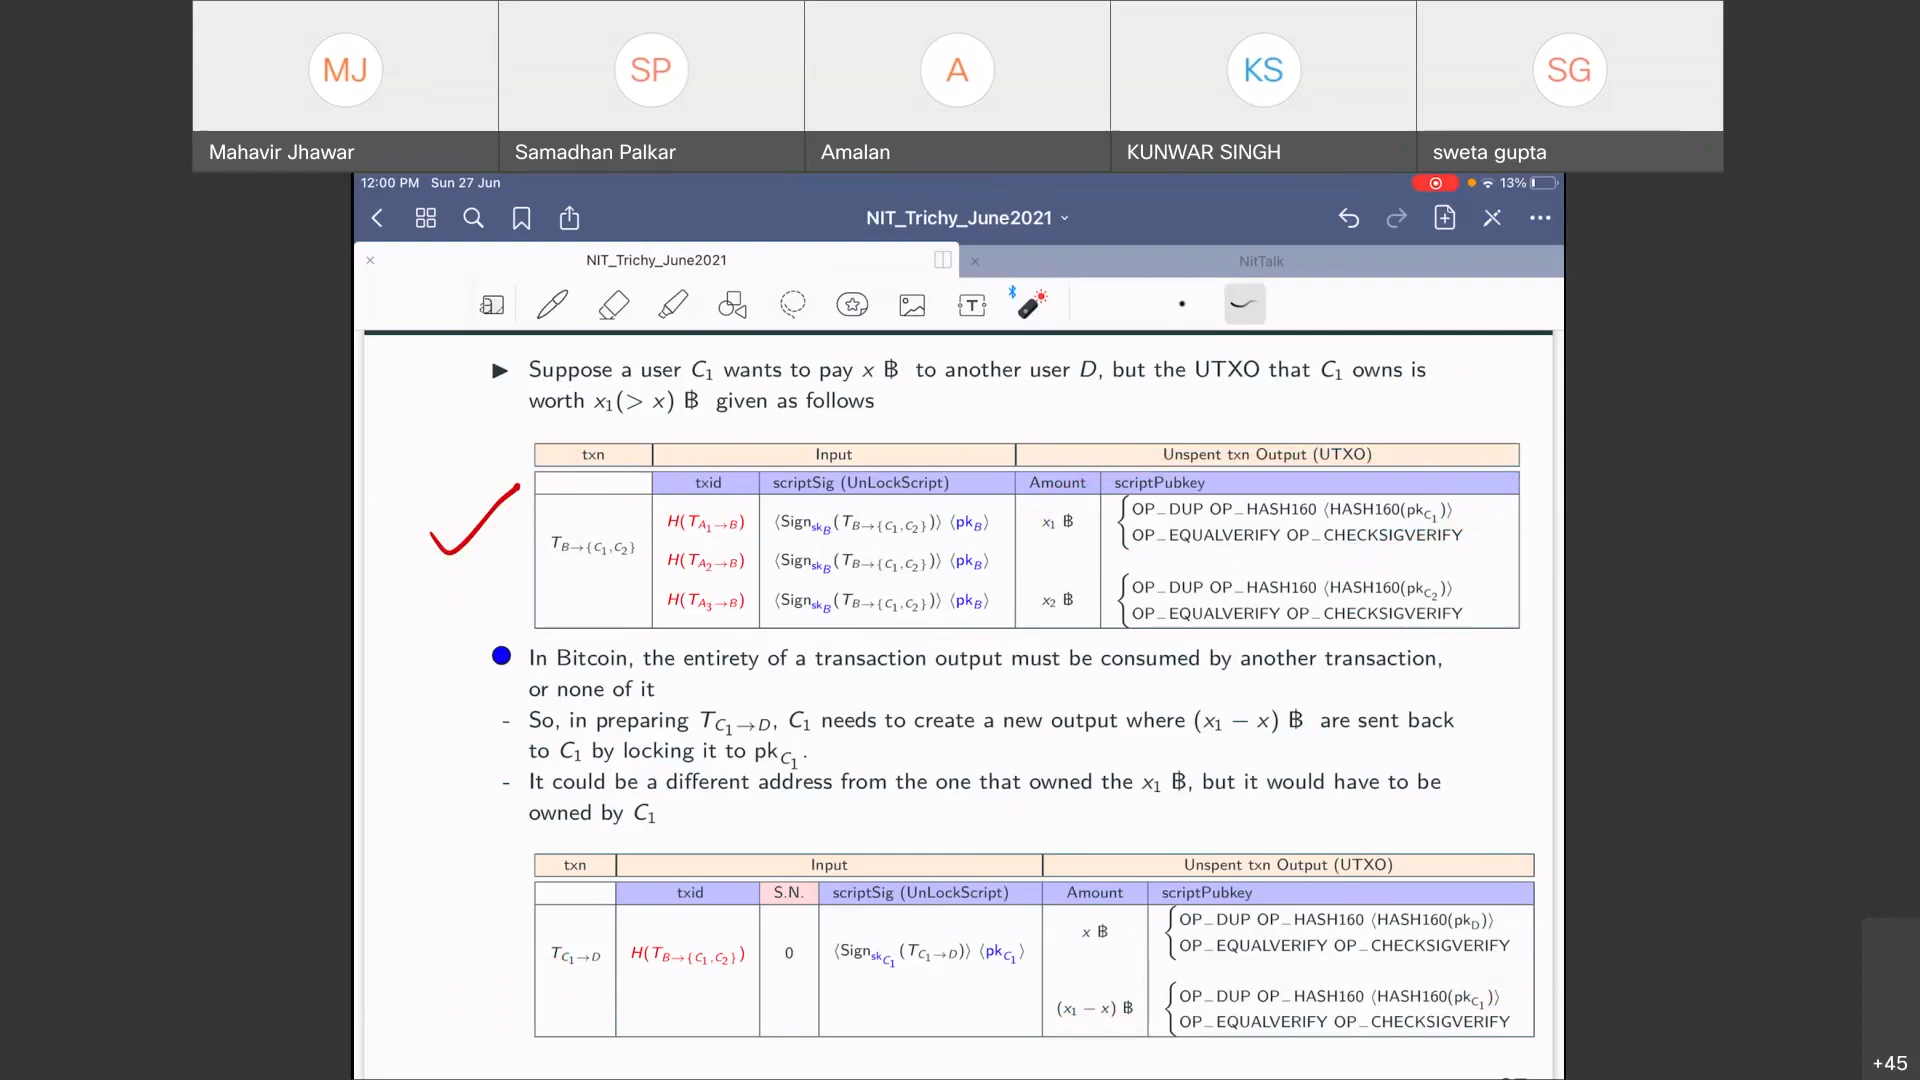 MJ SP A KS SG
Mahavir Jhawar Samadhan Palkar Amalan KUNWAR SINGH sweta gupta
12:00 PM Sun 27 Jun 13%
NIT_Trichy_June2021
NIT_Trichy_June2021 NitTalk
▶ Suppose a user C₁ wants to pay x ₿ to another user D, but the UTXO that C₁ owns is
worth x₁(> x) ₿ given as follows
txn Input Unspent txn Output (UTXO)
txid scriptSig (UnLockScript) Amount scriptPubkey
T_{B→{C₁,C₂}}
H(T_{A₁→B}) ⟨Sign_{sk_B}(T_{B→{C₁,C₂}})⟩ ⟨pk_B⟩ x₁ ₿ OP_DUP OP_HASH160 ⟨HASH160(pk_{C₁})⟩
OP_EQUALVERIFY OP_CHECKSIGVERIFY
H(T_{A₂→B}) ⟨Sign_{sk_B}(T_{B→{C₁,C₂}})⟩ ⟨pk_B⟩
H(T_{A₃→B}) ⟨Sign_{sk_B}(T_{B→{C₁,C₂}})⟩ ⟨pk_B⟩ x₂ ₿ OP_DUP OP_HASH160 ⟨HASH160(pk_{C₂})⟩
OP_EQUALVERIFY OP_CHECKSIGVERIFY
In Bitcoin, the entirety of a transaction output must be consumed by another transaction,
or none of it
- So, in preparing T_{C₁→D}, C₁ needs to create a new output where (x₁ − x) ₿ are sent back
to C₁ by locking it to pk_{C₁}.
- It could be a different address from the one that owned the x₁ ₿, but it would have to be
owned by C₁
txn Input Unspent txn Output (UTXO)
txid S.N. scriptSig (UnLockScript) Amount scriptPubkey
T_{C₁→D} H(T_{B→{C₁,C₂}}) 0 ⟨Sign_{sk_{C₁}}(T_{C₁→D})⟩ ⟨pk_{C₁}⟩ x ₿ OP_DUP OP_HASH160 ⟨HASH160(pk_D)⟩
OP_EQUALVERIFY OP_CHECKSIGVERIFY
(x₁ − x) ₿ OP_DUP OP_HASH160 ⟨HASH160(pk_{C₁})⟩
OP_EQUALVERIFY OP_CHECKSIGVERIFY
+45